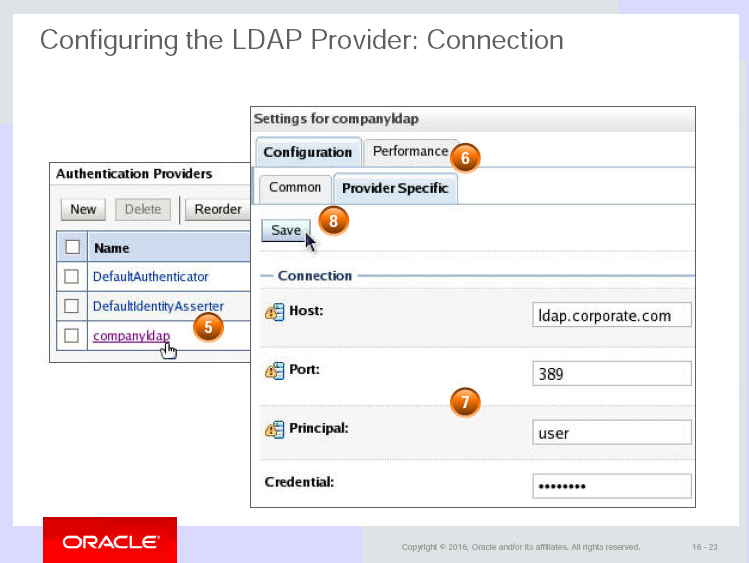 Configuring the LDAP Provider: Connection
Settings for companyldap
Configuration Performance
6
Common Provider Specific
Save
8
Connection
Host: ldap.corporate.com
Port: 389
7
Principal: user
Credential: ••••••••
Authentication Providers
New Delete Reorder
Name
DefaultAuthenticator
DefaultIdentityAsserter
companyldap
5
ORACLE
Copyright © 2016, Oracle and/or its affiliates. All rights reserved. 16 - 23